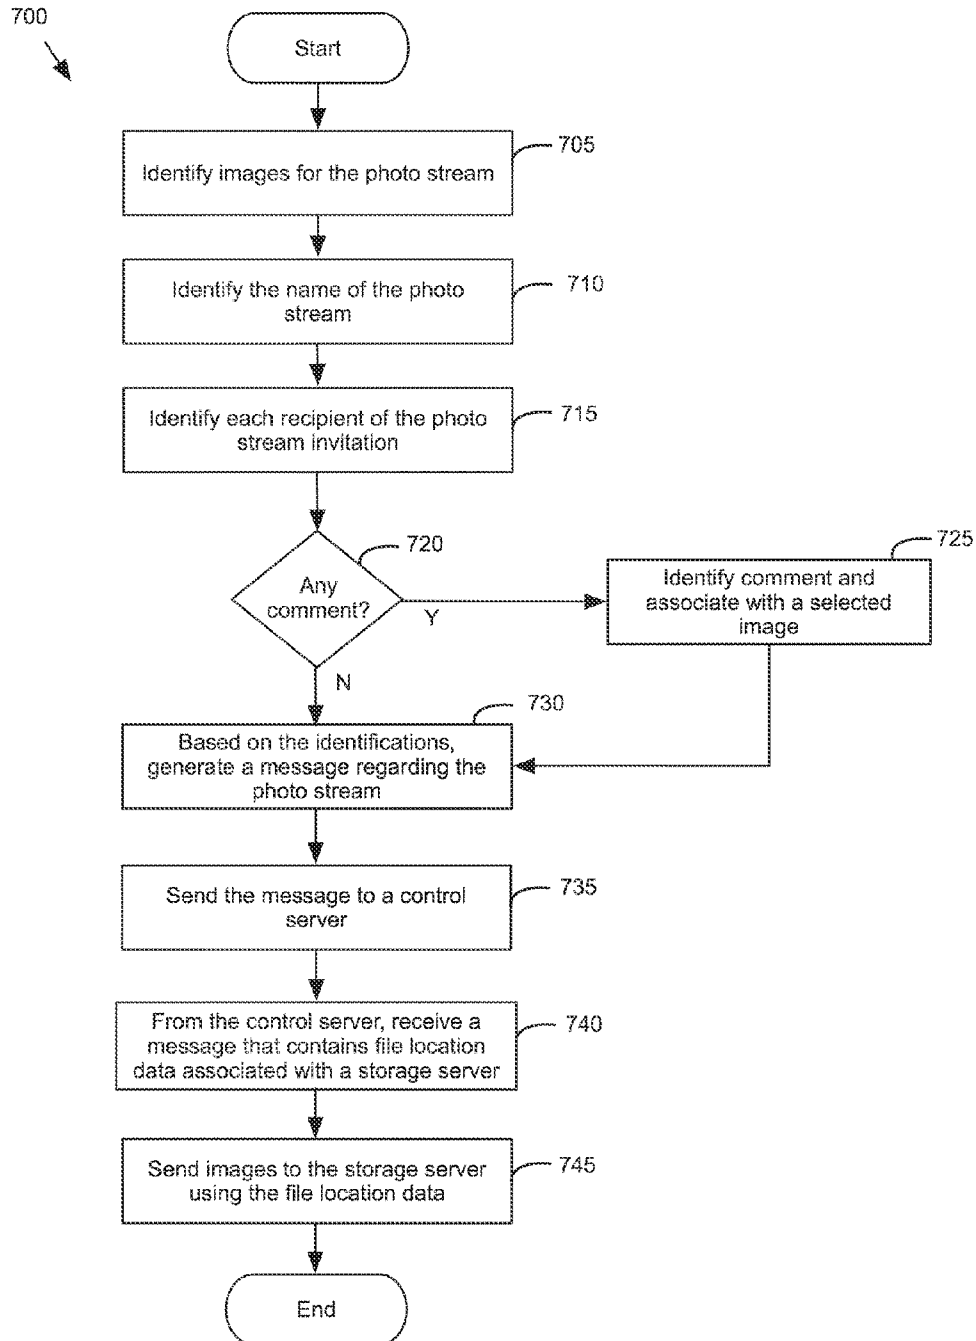 700
Start
Identify images for the photo stream
705
Identify the name of the photo
stream
710
Identify each recipient of the photo
stream invitation
715
Any
comment?
720
Y
N
725
Identify comment and
associate with a selected
image
730
Based on the identifications,
generate a message regarding the
photo stream
Send the message to a control
server
735
From the control server, receive a
message that contains file location
data associated with a storage server
740
Send images to the storage server
using the file location data
745
End